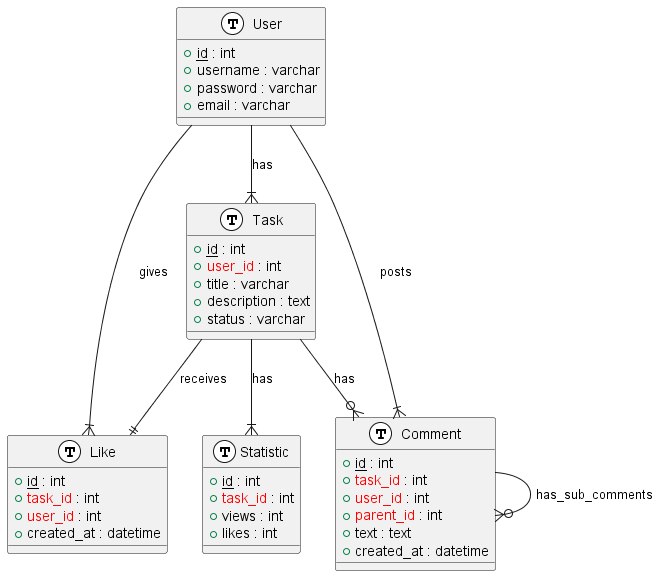 T User
id : int
username : varchar
password : varchar
email : varchar
has
T Task
id : int
user_id : int
title : varchar
description : text
status : varchar
gives
posts
receives
has
has
T Like
id : int
task_id : int
user_id : int
created_at : datetime
T Statistic
id : int
task_id : int
views : int
likes : int
T Comment
id : int
task_id : int
user_id : int
parent_id : int
text : text
created_at : datetime
has_sub_comments